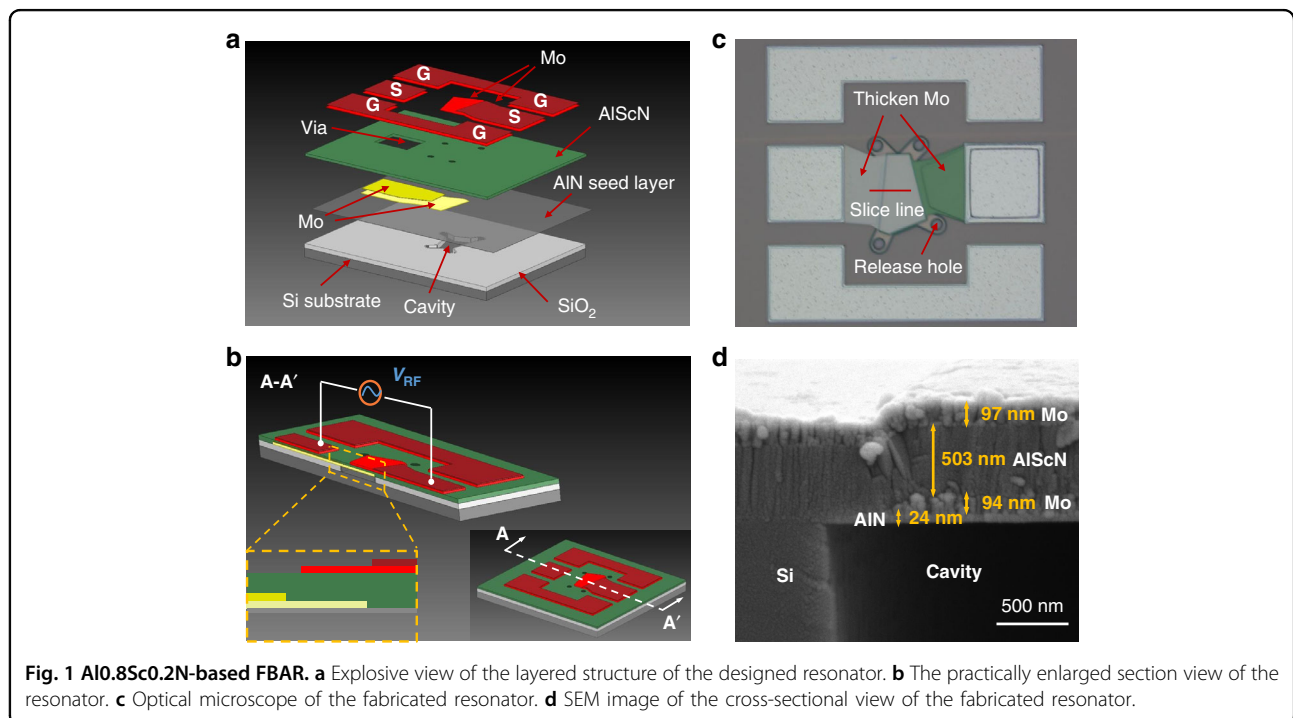 a
Mo
G
S
G
G
S
G
AlScN
Via
AlN seed layer
Mo
Si substrate
Cavity
SiO2
b
A-A′
VRF
A
A′
c
Thicken Mo
Slice line
Release hole
d
97 nm Mo
503 nm AlScN
94 nm Mo
AlN 24 nm
Si
Cavity
500 nm
Fig. 1 Al0.8Sc0.2N-based FBAR. a Explosive view of the layered structure of the designed resonator. b The practically enlarged section view of the
resonator. c Optical microscope of the fabricated resonator. d SEM image of the cross-sectional view of the fabricated resonator.